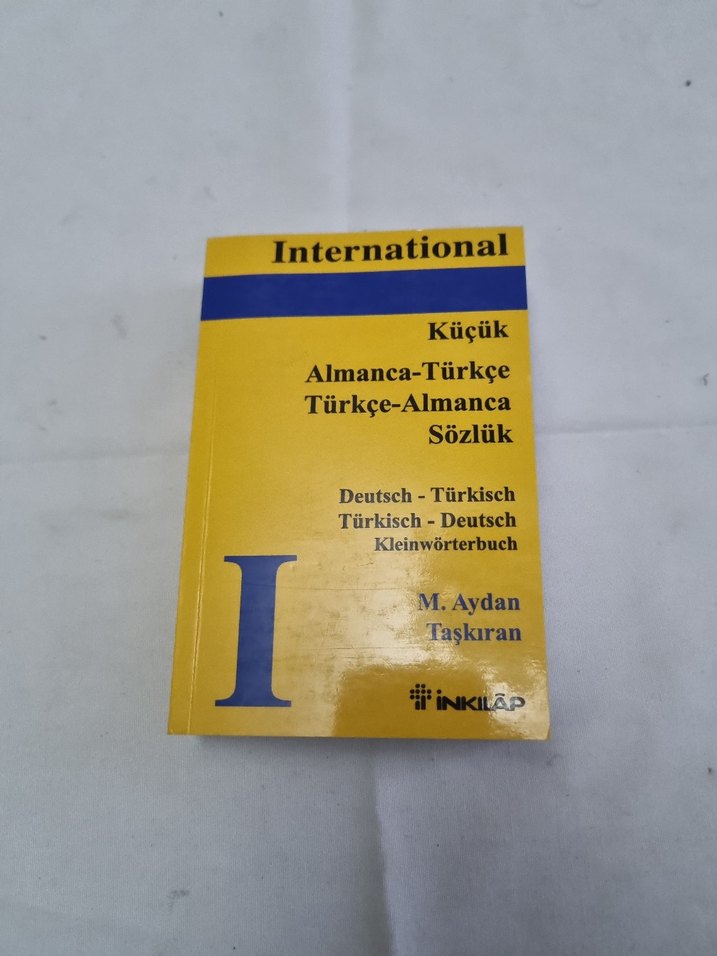 International
Küçük
Almanca-Türkçe
Türkçe-Almanca
Sözlük
Deutsch - Türkisch
Türkisch - Deutsch
Kleinwörterbuch
M. Aydan
Taşkıran
I
İNKILÂP